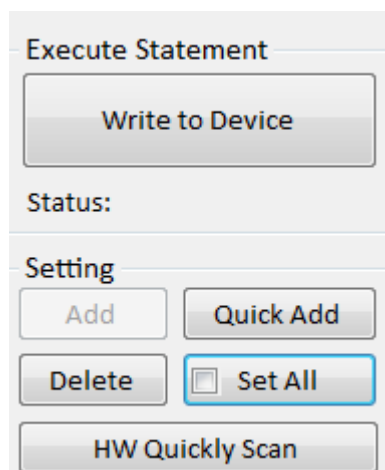 Execute Statement
Write to Device
Status:
Setting
Add Quick Add
Delete Set All
HW Quickly Scan